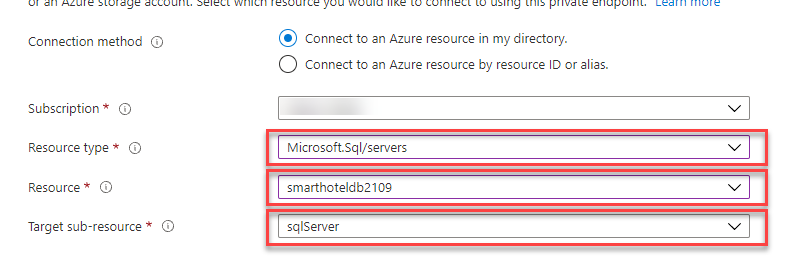 or an Azure storage account. Select which resource you would like to connect to using this private endpoint. Learn more
Connection method
Connect to an Azure resource in my directory.
Connect to an Azure resource by resource ID or alias.
Subscription *
Resource type *
Microsoft.Sql/servers
Resource *
smarthoteldb2109
Target sub-resource *
sqlServer